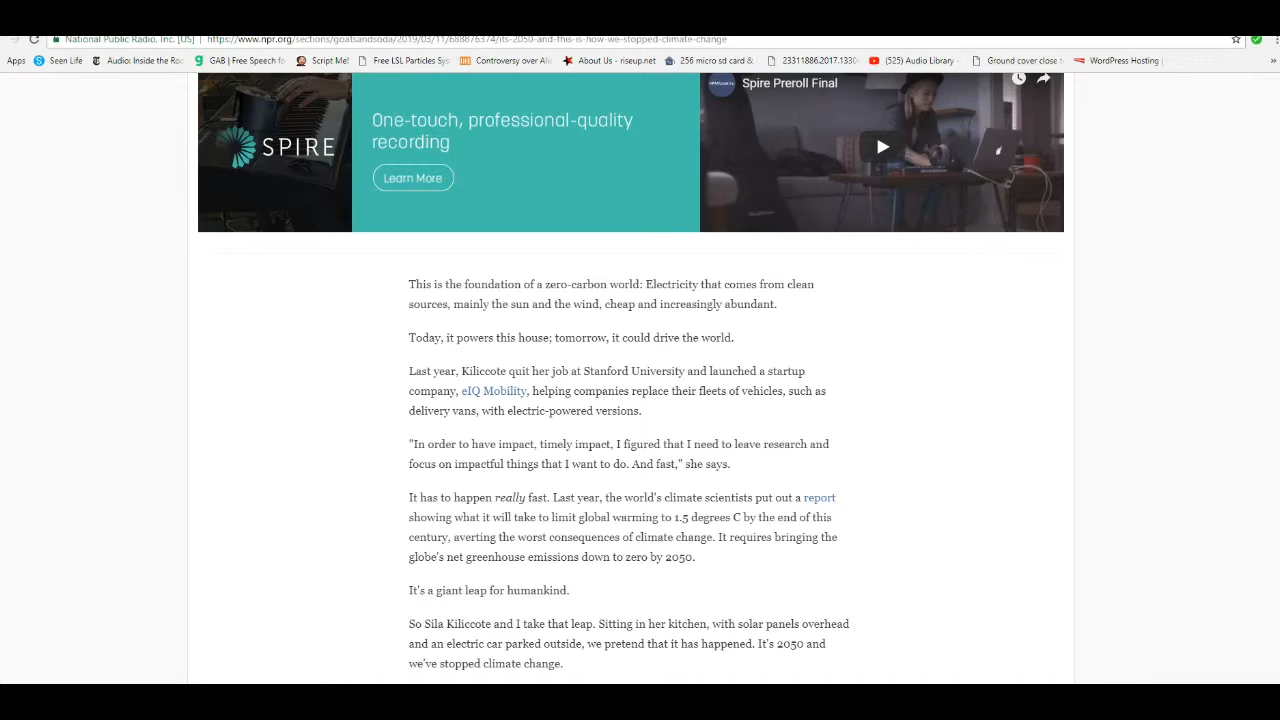 National Public Radio, Inc. [US] | https://www.npr.org/sections/goatsandsoda/2019/03/11/688876374/its-2050-and-this-is-how-we-stopped-climate-change
Apps Seen Life Audio: Inside the Ro GAB | Free Speech fo Script Me! Free LSL Particles Sys Controversy over Alic About Us - riseup.net 256 micro sd card & 23311886.2017.1330 (525) Audio Library - Ground cover close t WordPress Hosting | »
SPIRE
One-touch, professional-quality
recording
Learn More
Spire Preroll Final
This is the foundation of a zero-carbon world: Electricity that comes from clean
sources, mainly the sun and the wind, cheap and increasingly abundant.
Today, it powers this house; tomorrow, it could drive the world.
Last year, Kiliccote quit her job at Stanford University and launched a startup
company, eIQ Mobility, helping companies replace their fleets of vehicles, such as
delivery vans, with electric-powered versions.
"In order to have impact, timely impact, I figured that I need to leave research and
focus on impactful things that I want to do. And fast," she says.
It has to happen really fast. Last year, the world's climate scientists put out a report
showing what it will take to limit global warming to 1.5 degrees C by the end of this
century, averting the worst consequences of climate change. It requires bringing the
globe's net greenhouse emissions down to zero by 2050.
It's a giant leap for humankind.
So Sila Kiliccote and I take that leap. Sitting in her kitchen, with solar panels overhead
and an electric car parked outside, we pretend that it has happened. It's 2050 and
we've stopped climate change.